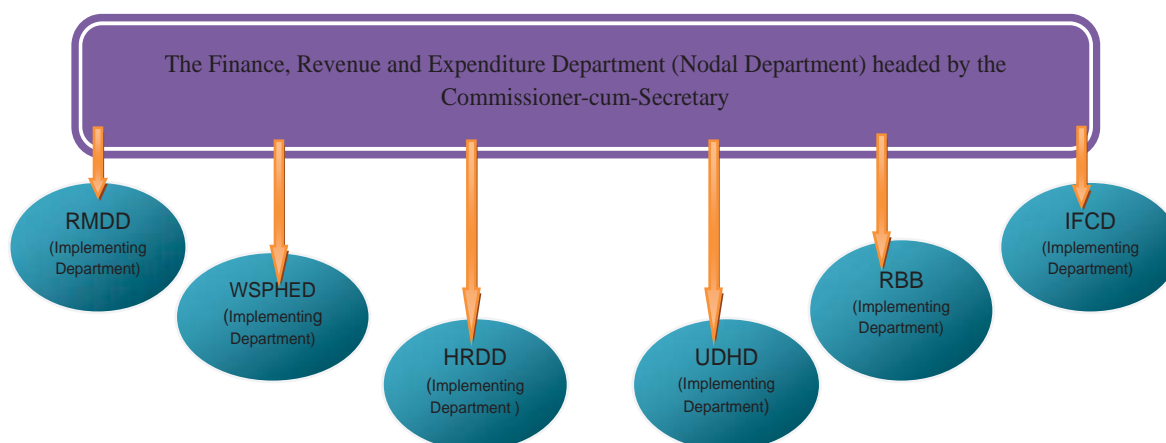 The Finance, Revenue and Expenditure Department (Nodal Department) headed by the
Commissioner-cum-Secretary
RMDD
(Implementing
Department)
WSPHED
(Implementing
Department)
HRDD
(Implementing
Department )
UDHD
(Implementing
Department)
RBB
(Implementing
Department)
IFCD
(Implementing
Department)